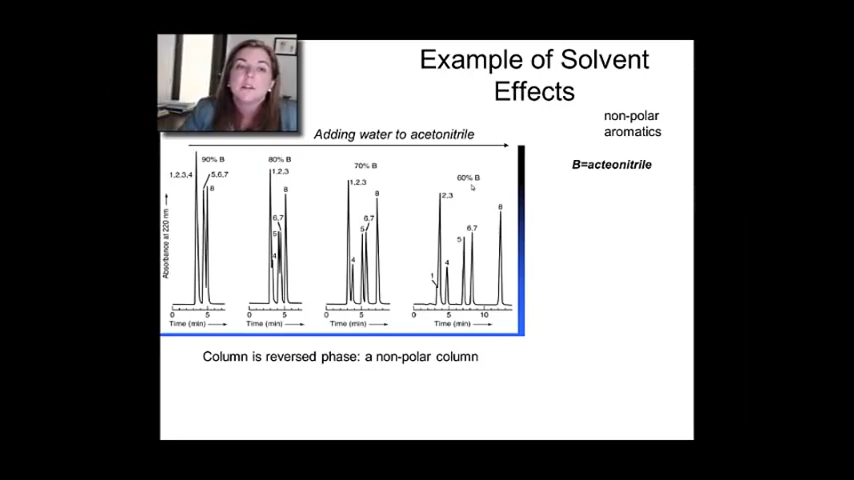 Example of Solvent
Effects
non-polar
aromatics
Adding water to acetonitrile
B=acteonitrile
90% B
80% B
70% B
60% B
1,2,3,4
5,6,7
8
1,2,3
8
6,7
5
4
1,2,3
8
6,7
5
4
2,3
8
6,7
5
4
1
Absorbance at 220 nm
0 5
0 5
0 5
0 5 10
Time (min)
Time (min)
Time (min)
Time (min)
Column is reversed phase: a non-polar column